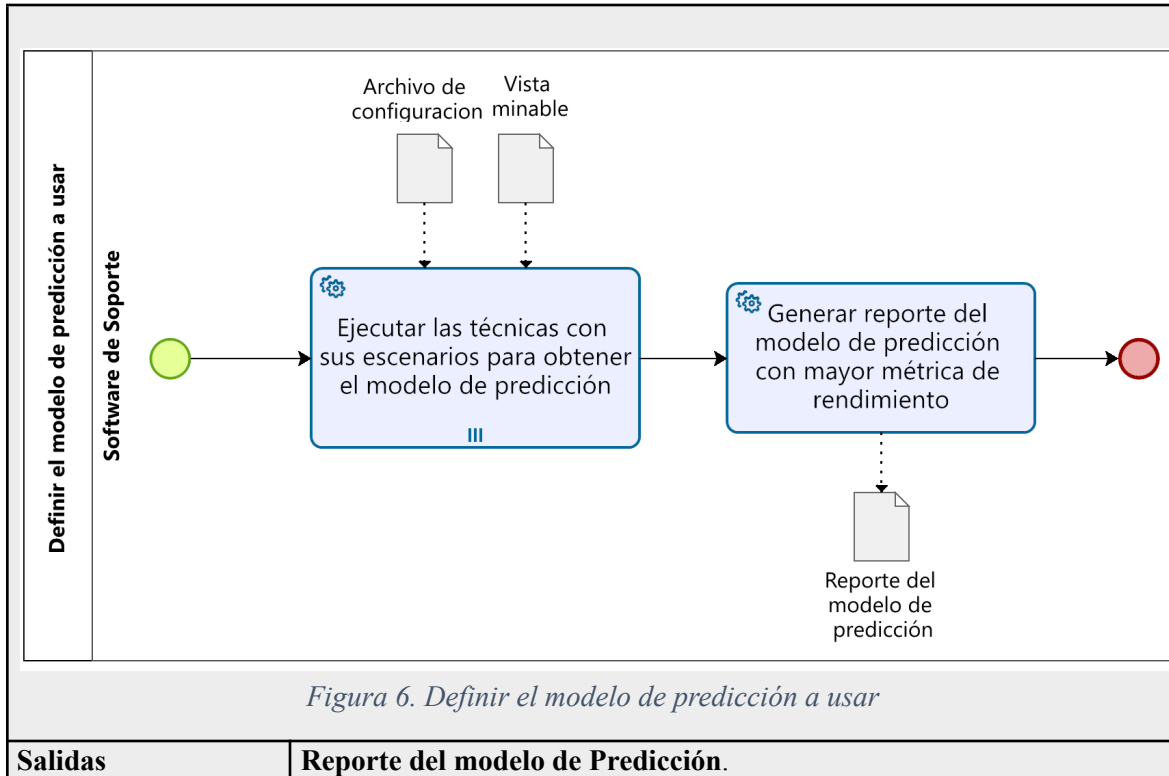 Definir el modelo de predicción a usar
Software de Soporte
Archivo de
configuracion
Vista
minable
Ejecutar las técnicas con
sus escenarios para obtener
el modelo de predicción
Generar reporte del
modelo de predicción
con mayor métrica de
rendimiento
Reporte del
modelo de
predicción
Figura 6. Definir el modelo de predicción a usar
Salidas
Reporte del modelo de Predicción.